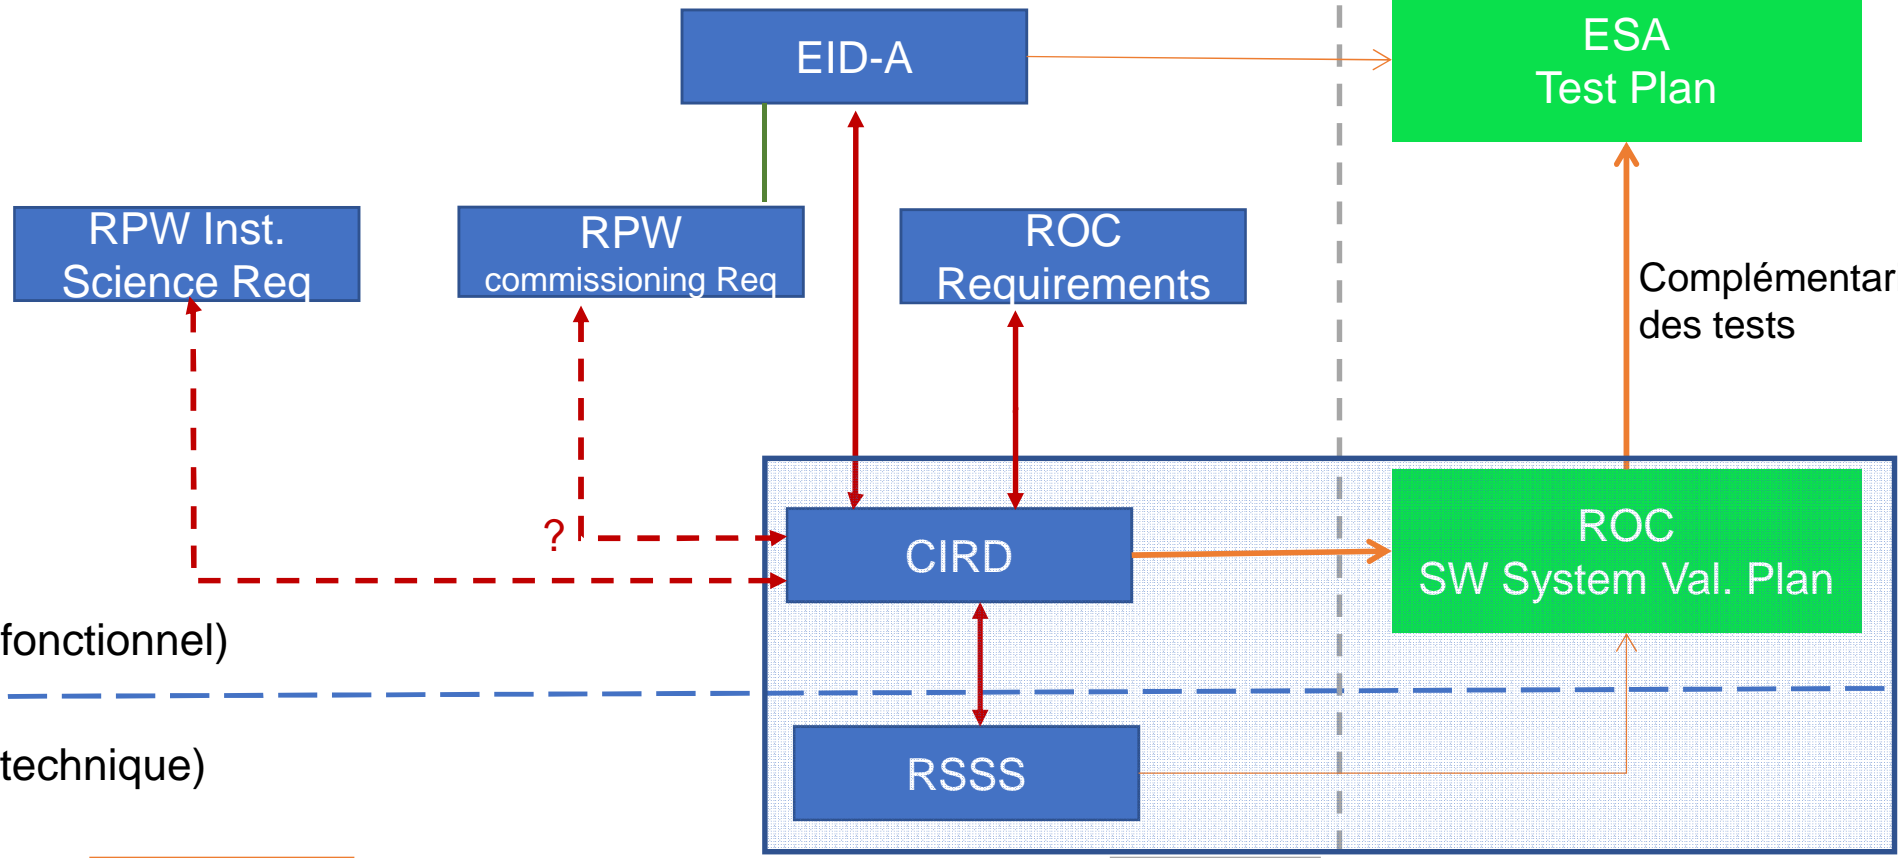 EID-A
ESA
Test Plan
RPW Inst.
Science Req
RPW
commissioning Req
ROC
Requirements
Complémentar
des tests
?
CIRD
ROC
SW System Val. Plan
fonctionnel)
technique)
RSSS